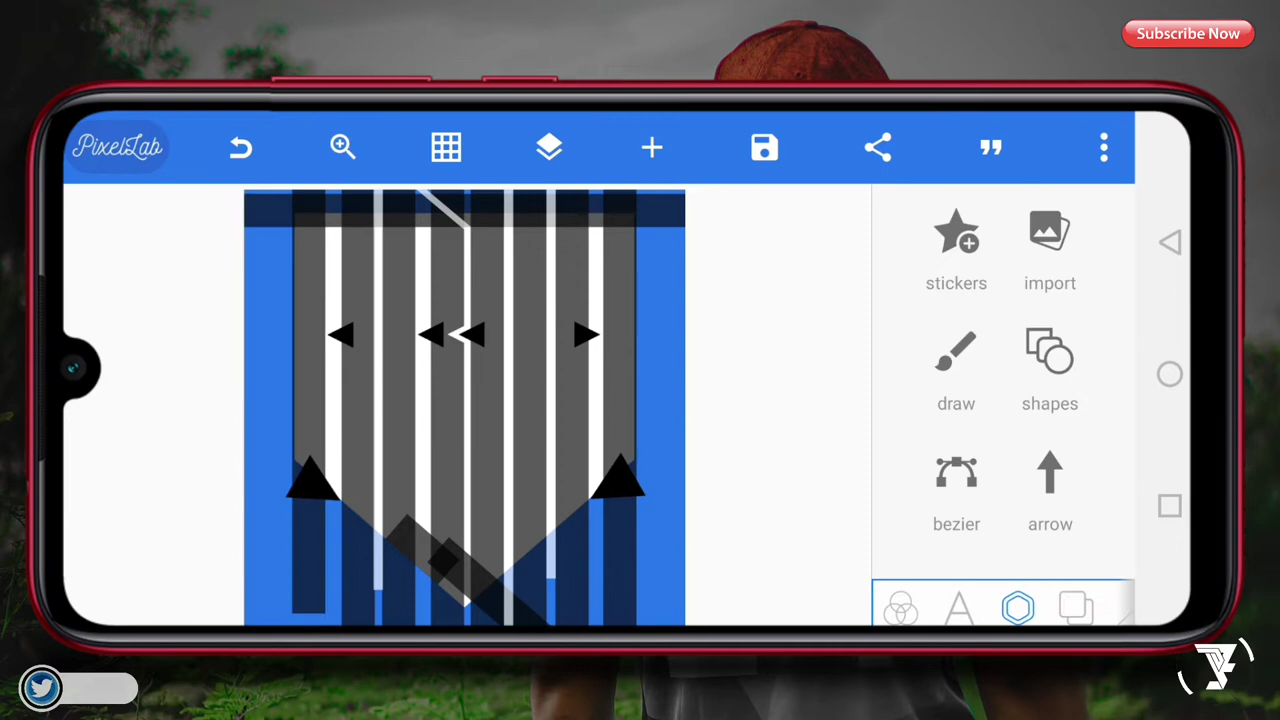 Subscribe Now
PixelLab
stickers
import
draw
shapes
bezier
arrow